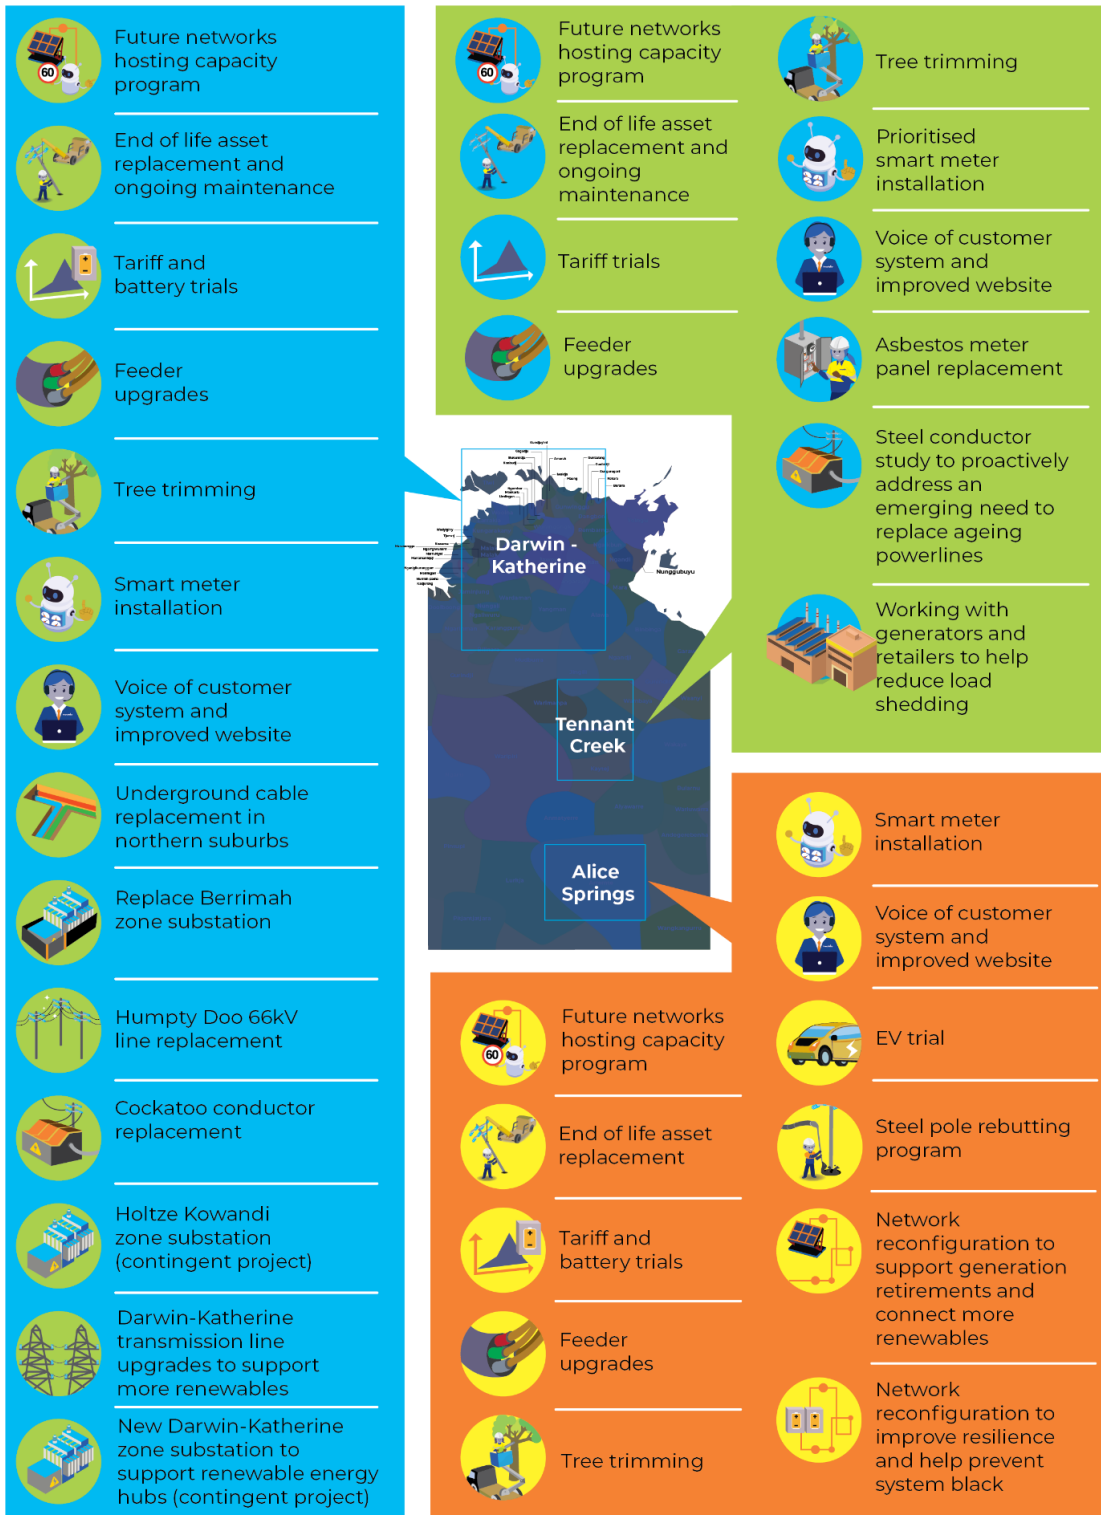 Future networks
hosting capacity
program
End of life asset
replacement and
ongoing maintenance
Tariff and
battery trials
Feeder
upgrades
Tree trimming
Smart meter
installation
Voice of customer
system and
improved website
Underground cable
replacement in
northern suburbs
Replace Berrimah
zone substation
Humpty Doo 66kV
line replacement
Cockatoo conductor
replacement
Holtze Kowandi
zone substation
(contingent project)
Darwin-Katherine
transmission line
upgrades to support
more renewables
New Darwin-Katherine
zone substation to
support renewable energy
hubs (contingent project)
60
Future networks
hosting capacity
program
60
End of life asset
replacement and
ongoing
maintenance
Tariff trials
Feeder
upgrades
Tree trimming
Prioritised
smart meter
installation
Voice of customer
system and
improved website
Asbestos meter
panel replacement
Steel conductor
study to proactively
address an
emerging need to
replace ageing
powerlines
Working with
generators and
retailers to help
reduce load
shedding
Darwin -
Katherine
Nunggubuyu
Tennant
Creek
Alice
Springs
Future networks
hosting capacity
program
60
End of life asset
replacement
Tariff and
battery trials
Feeder
upgrades
Tree trimming
Smart meter
installation
Voice of customer
system and
improved website
EV trial
Steel pole rebutting
program
Network
reconfiguration to
support generation
retirements and
connect more
renewables
Network
reconfiguration to
improve resilience
and help prevent
system black